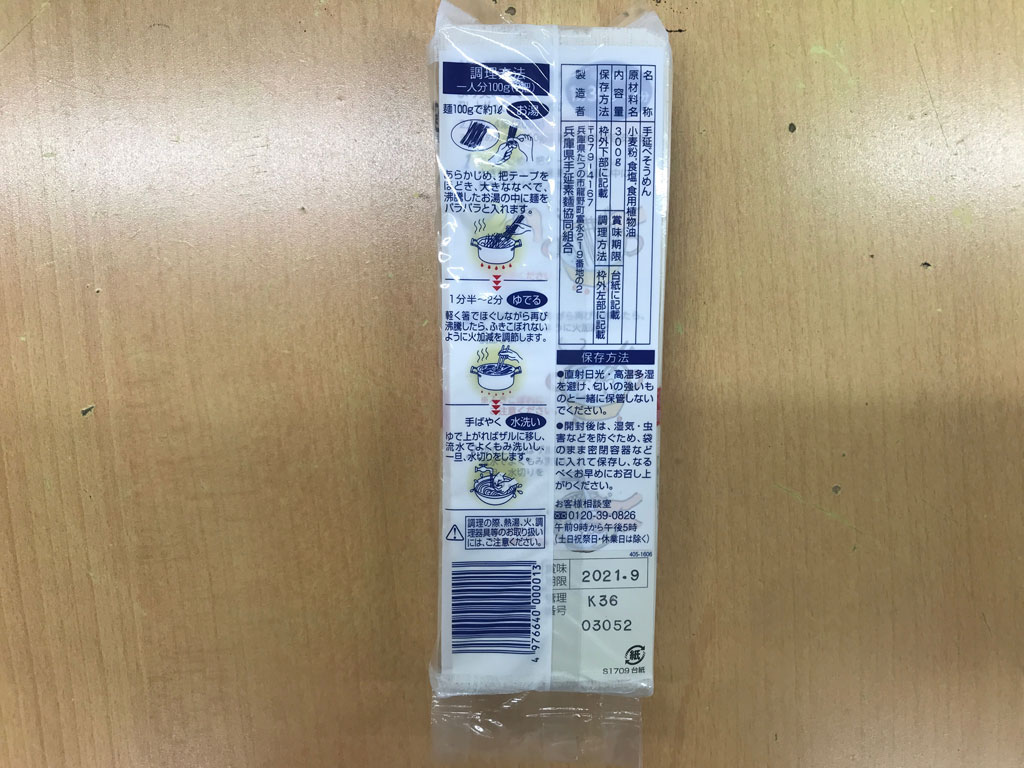 調理方法
一人分100g(2把)
麺100gで約1ℓ お湯
あらかじめ、把テープを
ほどき、大きななべで、
沸騰したお湯の中に麺を
パラパラと入れます。
1分半〜2分 ゆでる
軽く箸でほぐしながら再び
沸騰したら、ふきこぼれない
ように火加減を調節します。
手ばやく 水洗い
ゆで上がればザルに移し、
流水でよくもみ洗いし、
一旦、水切りをします。
調理の際、熱湯、火、調
理器具等のお取り扱い
には、ご注意ください。
4 976640 000013
名称 手延べそうめん
原材料名 小麦粉、食塩、食用植物油
内容量 300g 賞味期限 台紙に記載
保存方法 枠外下部に記載 調理方法 枠外左部に記載
製造者 〒679-4167
兵庫県たつの市龍野町富永219番地の2
兵庫県手延素麺協同組合
保存方法
●直射日光・高温多湿
を避け、匂いの強いも
のと一緒に保管しない
でください。
●開封後は、湿気・虫
害などを防ぐため、袋
のまま密閉容器など
に入れて保存し、なる
べくお早めにお召し上
がりください。
お客様相談室
0120-39-0826
午前9時から午後5時
(土日祝祭日・休業日は除く)
405-1606
賞味
期限 2021.9
管理
番号 K36
03052
紙
S1709台紙